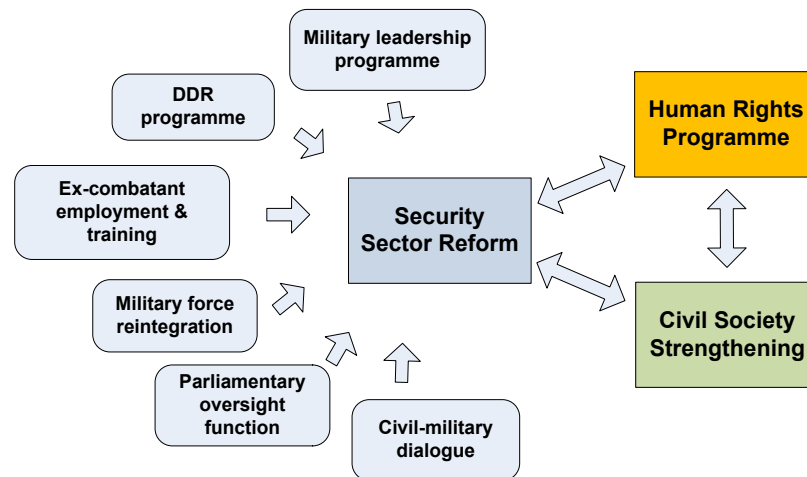 Military leadership
programme
DDR
programme
Human Rights
Programme
Ex-combatant
employment &
training
Security
Sector Reform
Military force
reintegration
Civil Society
Strengthening
Parliamentary
oversight
function
Civil-military
dialogue